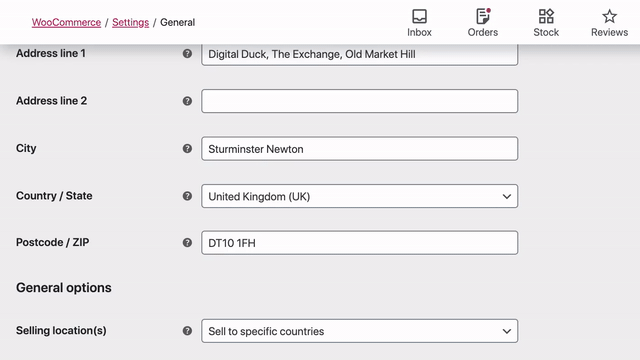 WooCommerce / Settings / General
Inbox
Orders
Stock
Reviews
Address line 1
Digital Duck, The Exchange, Old Market Hill
Address line 2
City
Sturminster Newton
Country / State
United Kingdom (UK)
Postcode / ZIP
DT10 1FH
General options
Selling location(s)
Sell to specific countries